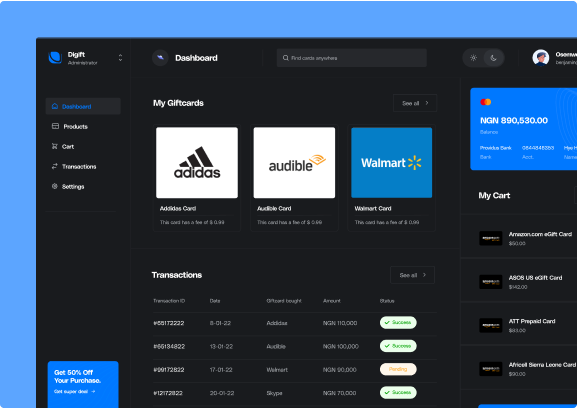 Digift
Administrator
Dashboard
Find costs anywhere
Osenwa
benjamin
Dashboard
Products
Cart
Transactions
Settings
Get 50% Off
Your Purchase.
Get super deal →
My Giftcards
See all >
adidas
audible
Walmart
Addidas Card
This card has a fee of $ 0.99
Audible Card
This card has a fee of $ 0.99
Walmart Card
This card has a fee of $ 0.99
Transactions
See all >
Transaction ID Date Giftcard bought Amount Status
#65172222 8-01-22 Addidas NGN 110,000 Success
#65134822 13-01-22 Audible NGN 100,000 Success
#99172822 17-01-22 Walmart NGN 90,000 Pending
#12172822 20-01-22 Skype NGN 70,000 Success
NGN 890,530.00
Balance
Providus Bank 0844848393
Bank Acct. Name
My Cart
Amazon.com eGift Card
$50.00
ASOS US eGift Card
$142.00
ATT Prepaid Card
$83.00
Africell Sierra Leone Card
$90.00